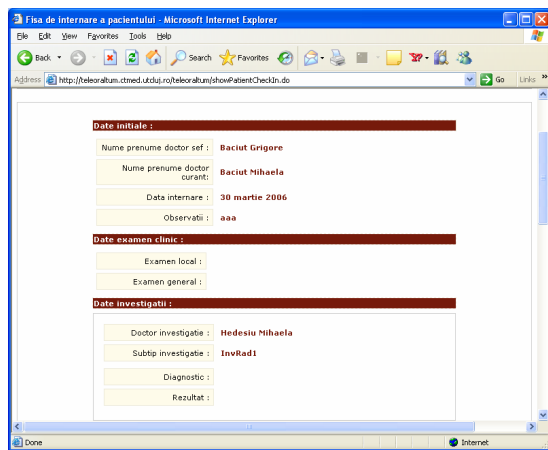 Fisa de internare a pacientului - Microsoft Internet Explorer
File Edit View Favorites Tools Help
Back Search Favorites
Address http://teleoraltum.ctmed.utcluj.ro/teleoraltum/showPatientCheckIn.do Go Links »
Date initiale :
Nume prenume doctor sef : Baciut Grigore
Nume prenume doctor
curant: Baciut Mihaela
Data internare : 30 martie 2006
Observatii : aaa
Date examen clinic :
Examen local :
Examen general :
Date investigatii :
Doctor investigatie : Hedesiu Mihaela
Subtip investigatie : InvRad1
Diagnostic :
Rezultat :
Done Internet